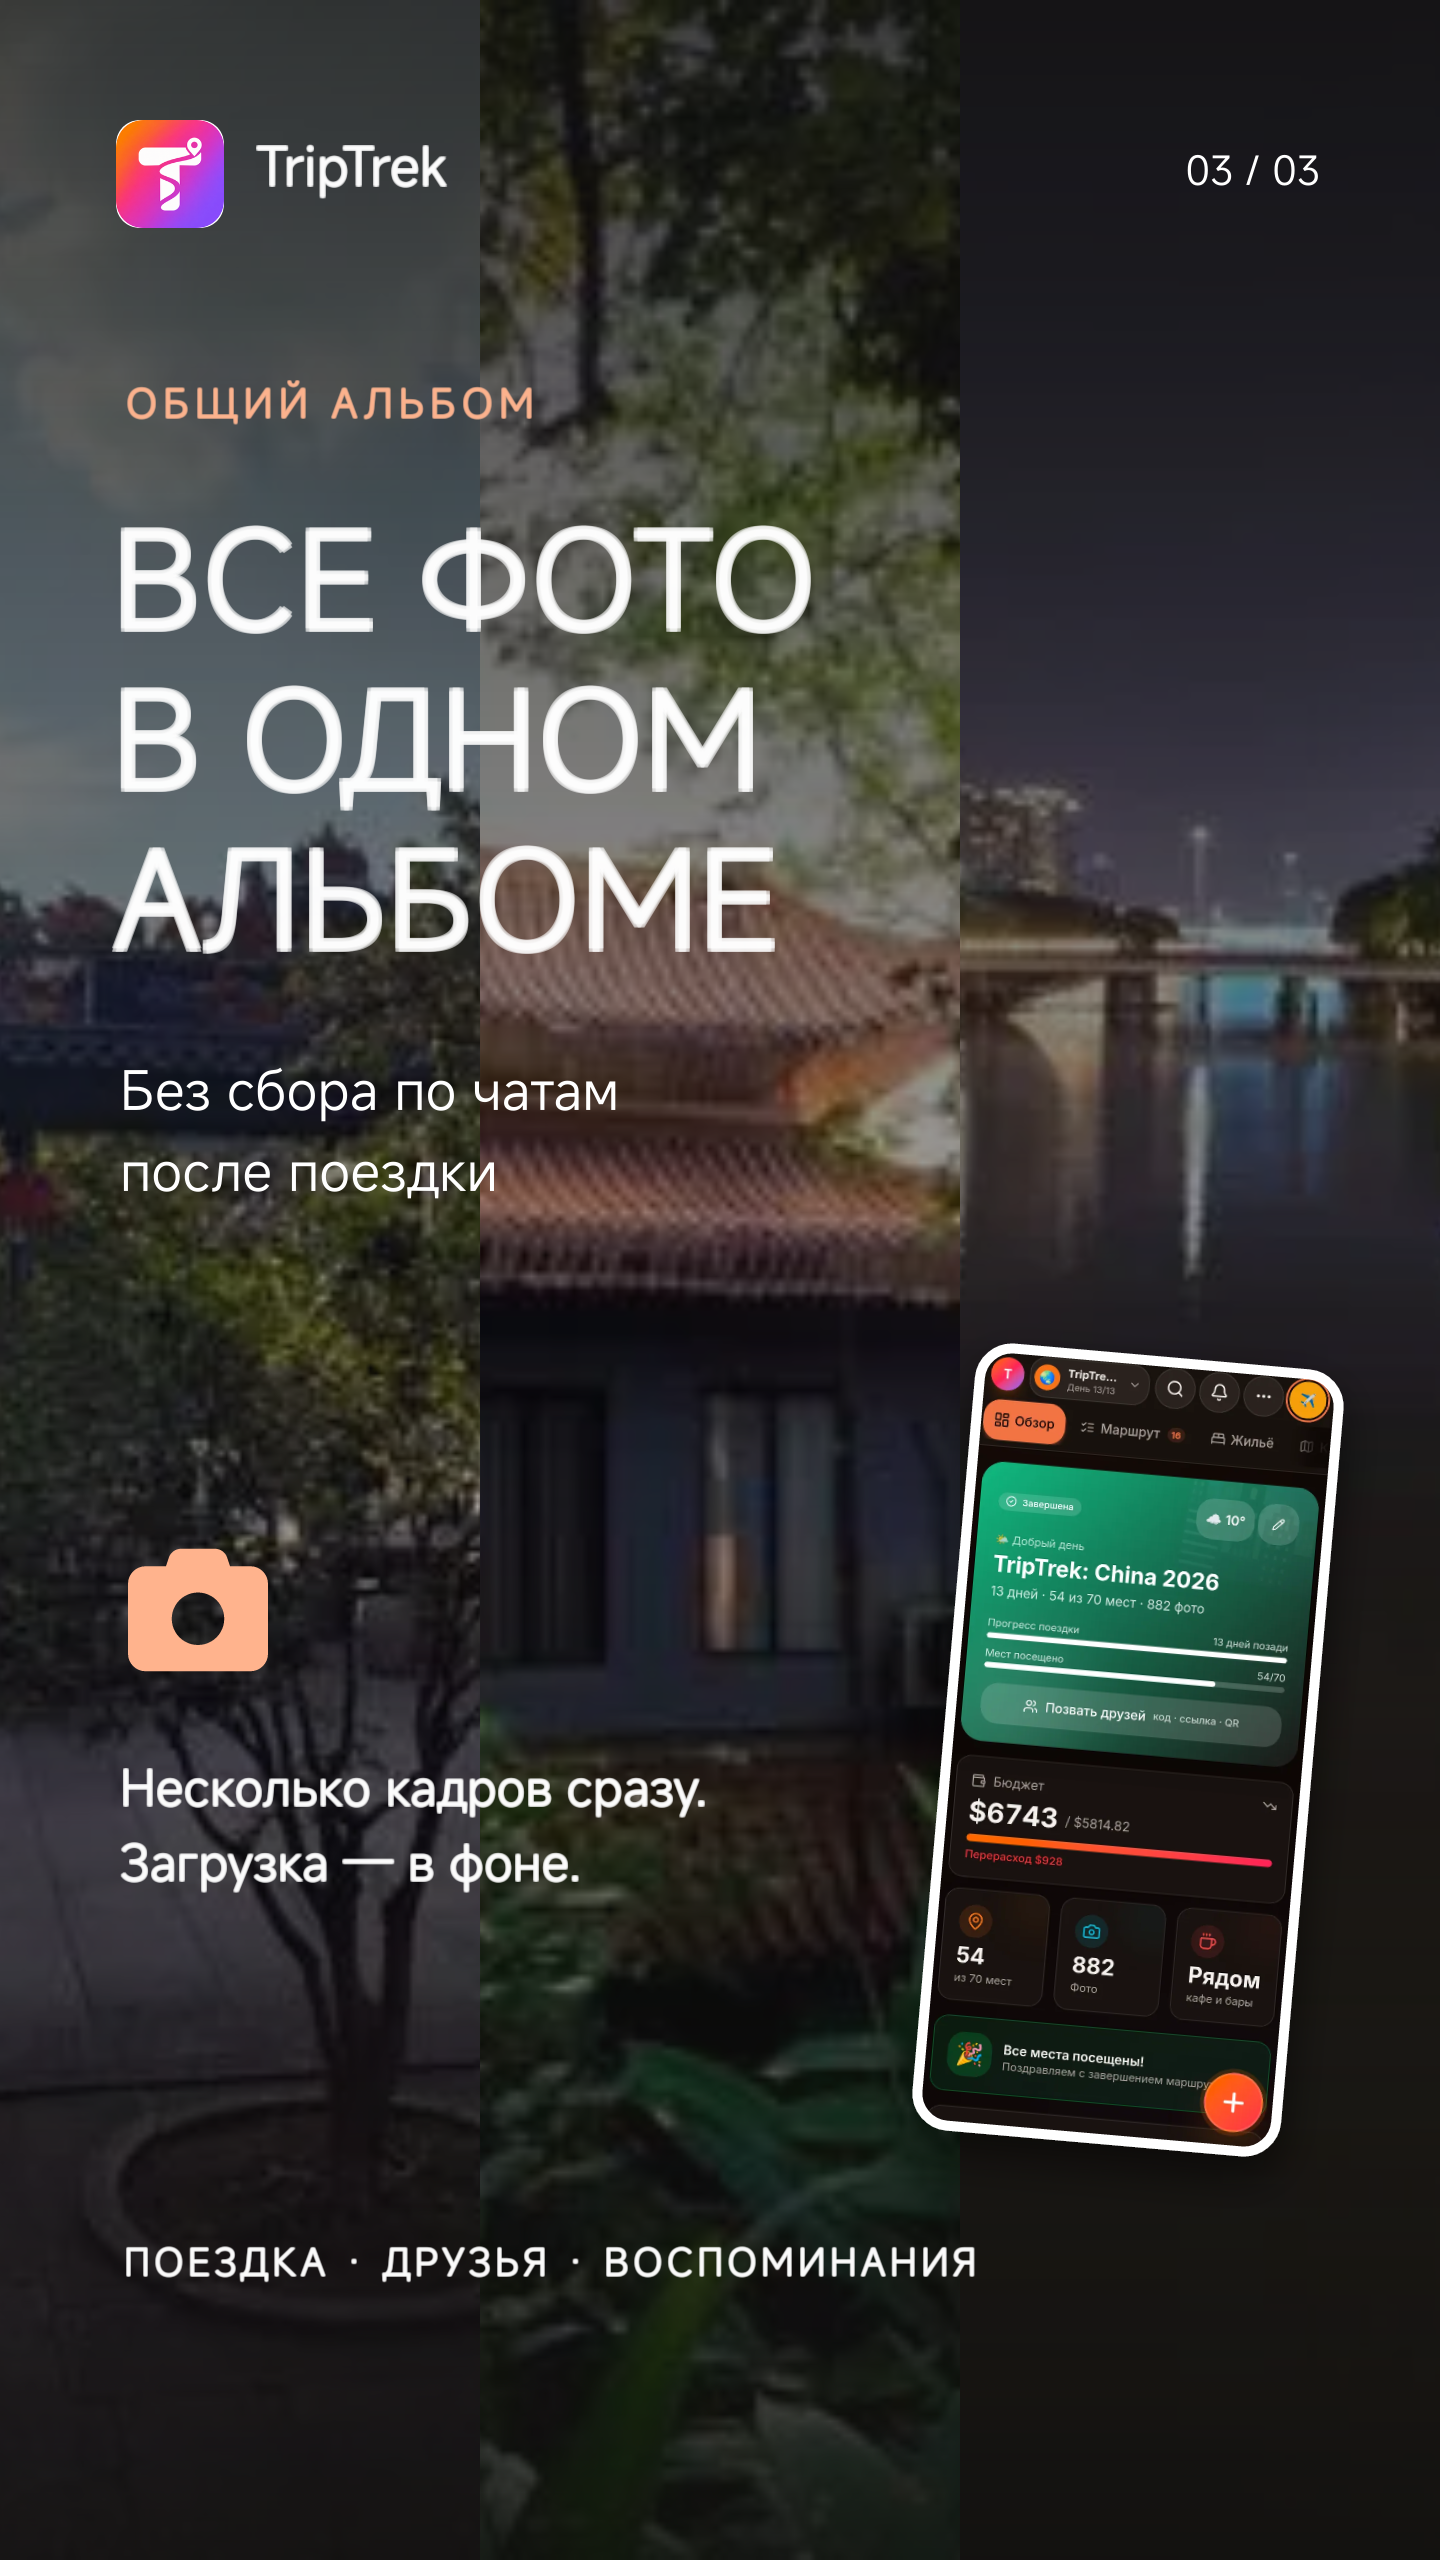 TripTrek
03 / 03
ОБЩИЙ АЛЬБОМ
ВСЕ ФОТО
В ОДНОМ
АЛЬБОМЕ
Без сбора по чатам
после поездки
Несколько кадров сразу.
Загрузка — в фоне.
T
TripTre...
День 13/13
Обзор
Маршрут 16
Жильё
Завершена
10°
Добрый день
TripTrek: China 2026
13 дней · 54 из 70 мест · 882 фото
Прогресс поездки 13 дней позади
Мест посещено 54/70
Позвать друзей код · ссылка · QR
Бюджет
$6743 / $5814.82
Перерасход $928
54
из 70 мест
882
Фото
Рядом
кафе и бары
Все места посещены!
Поздравляем с завершением
ПОЕЗДКА · ДРУЗЬЯ · ВОСПОМИНАНИЯ